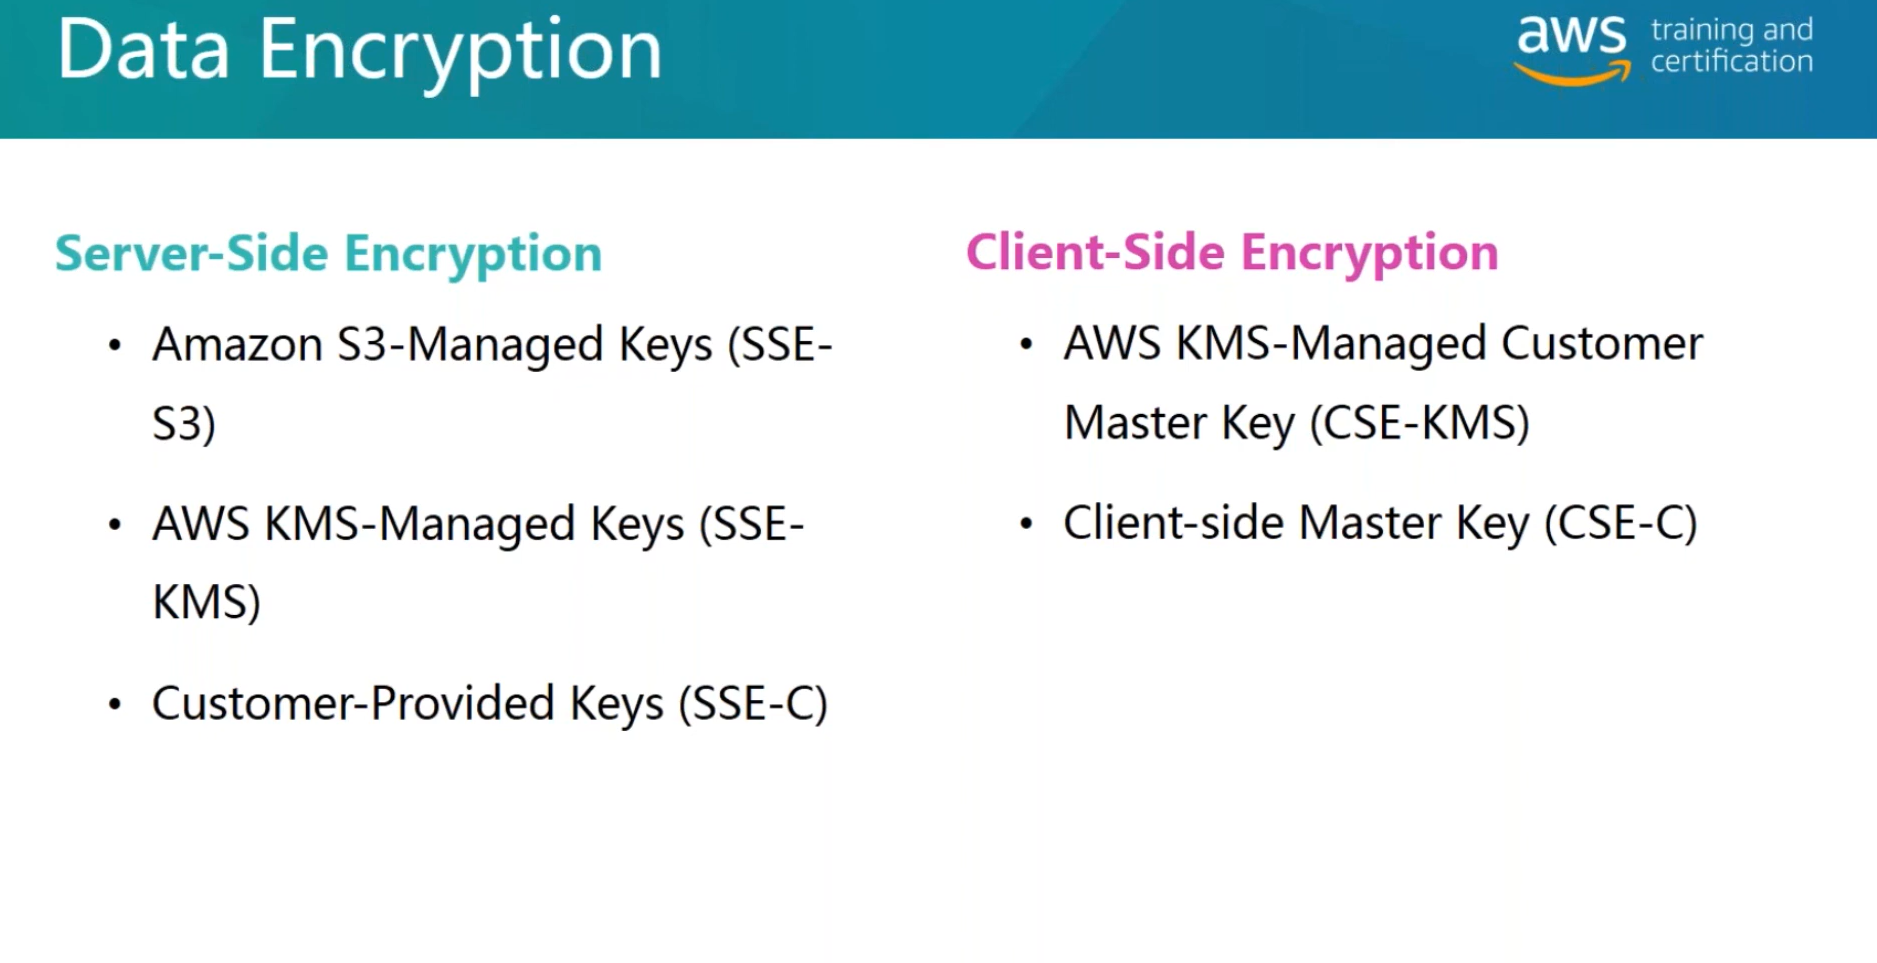 Data Encryption
aws training and
certification
Server-Side Encryption
• Amazon S3-Managed Keys (SSE-
S3)
• AWS KMS-Managed Keys (SSE-
KMS)
• Customer-Provided Keys (SSE-C)
Client-Side Encryption
• AWS KMS-Managed Customer
Master Key (CSE-KMS)
• Client-side Master Key (CSE-C)